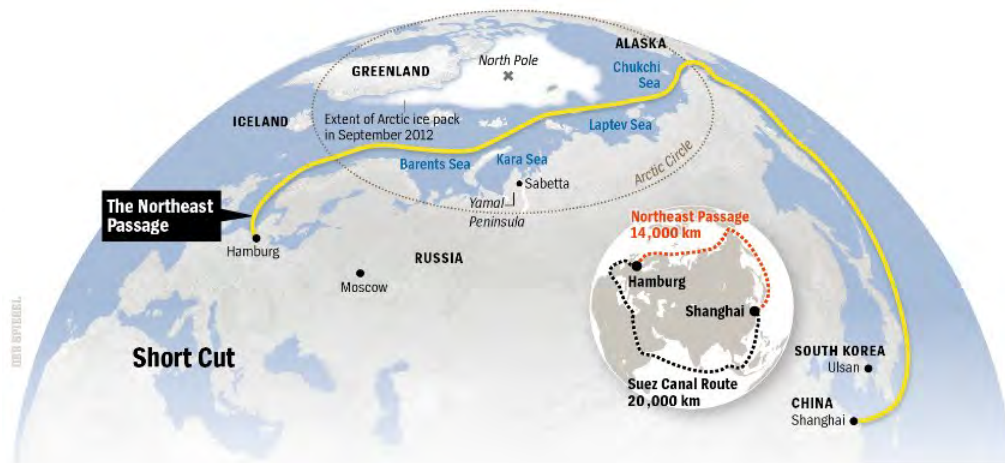 ALASKA
North Pole
GREENLAND
Chukchi
Sea
ICELAND
Extent of Arctic ice pack
in September 2012
Laptev Sea
Barents Sea
Kara Sea
Arctic Circle
Sabetta
Yamal
Peninsula
The Northeast
Passage
Hamburg
RUSSIA
Moscow
Northeast Passage
14,000 km
Hamburg
Shanghai
Suez Canal Route
20,000 km
SOUTH KOREA
Ulsan
CHINA
Shanghai
Short Cut
DER SPIEGEL